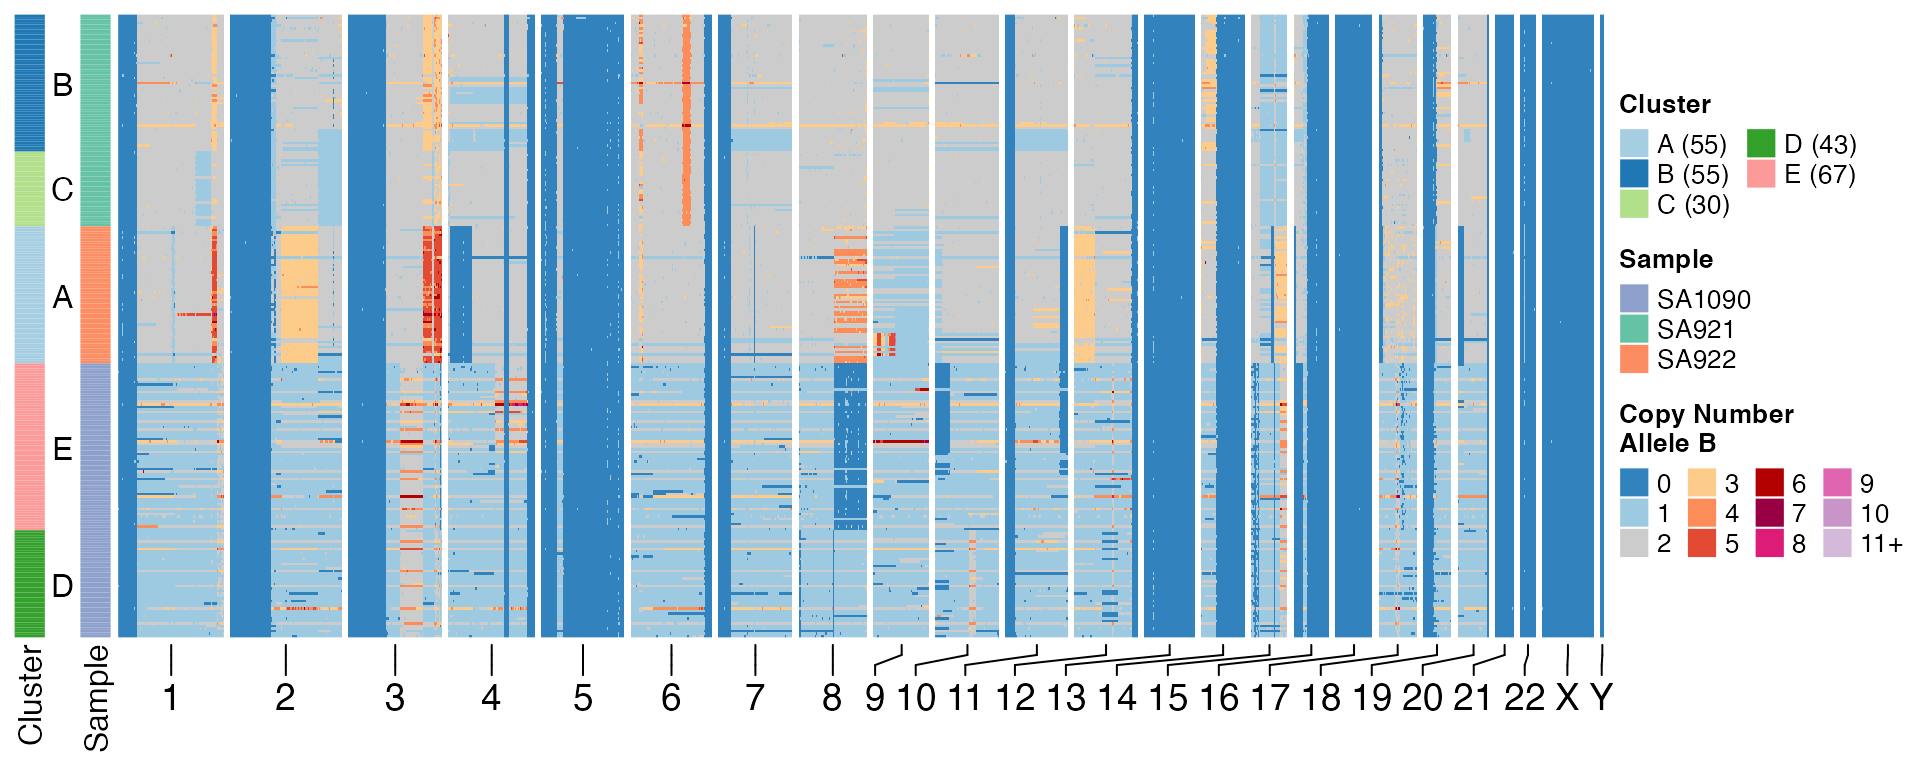 B
C
A
E
D
Cluster
Sample
1
2
3
4
5
6
7
8
9
10
11
12
13
14
15
16
17
18
19
20
21
22
X
Y
Cluster
A (55)
D (43)
B (55)
E (67)
C (30)
Sample
SA1090
SA921
SA922
Copy Number
Allele B
0
3
6
9
1
4
7
10
2
5
8
11+